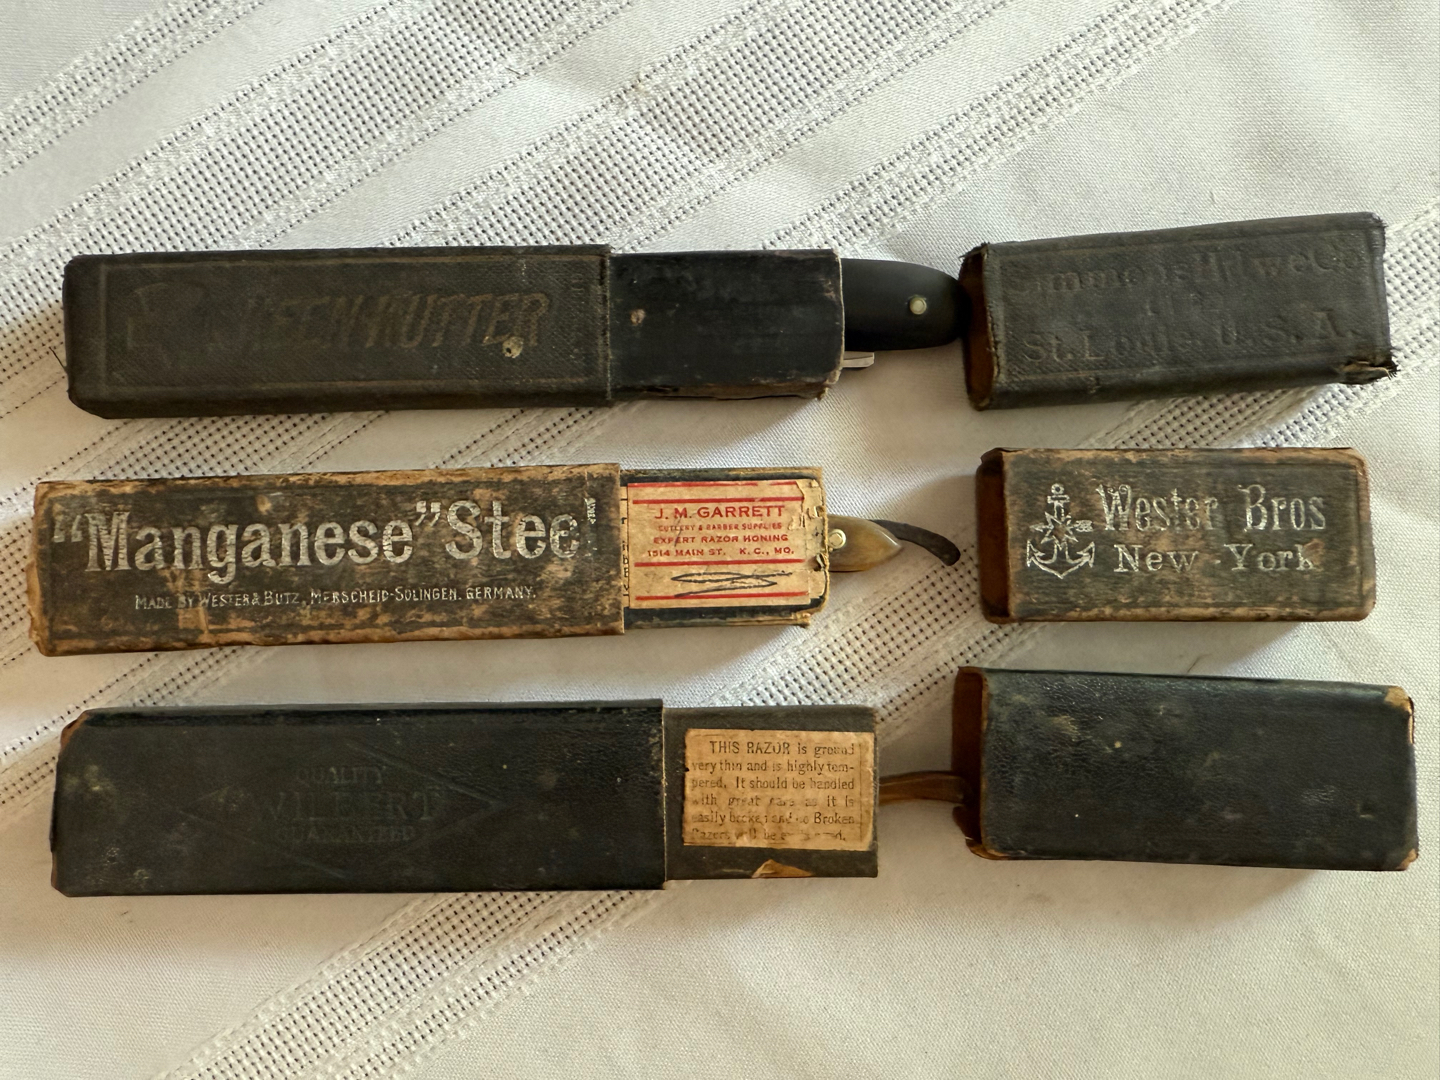 KEEN KUTTER
Simmons Hdw. Co.
St. Louis, U.S.A.
"Manganese" Steel
MADE BY WESTER & BUTZ, MERSCHEID-SOLINGEN. GERMANY.
J. M. GARRETT
CUTLERY & BARBER SUPPLIES
EXPERT RAZOR HONING
1514 MAIN ST. K. C., MO.
Wester Bros
New York
QUALITY
WILBERT
GUARANTEED
THIS RAZOR is ground
very thin and is highly tem-
pered. It should be handled
with great care as it is
easily broken and no Broken
Razors will be